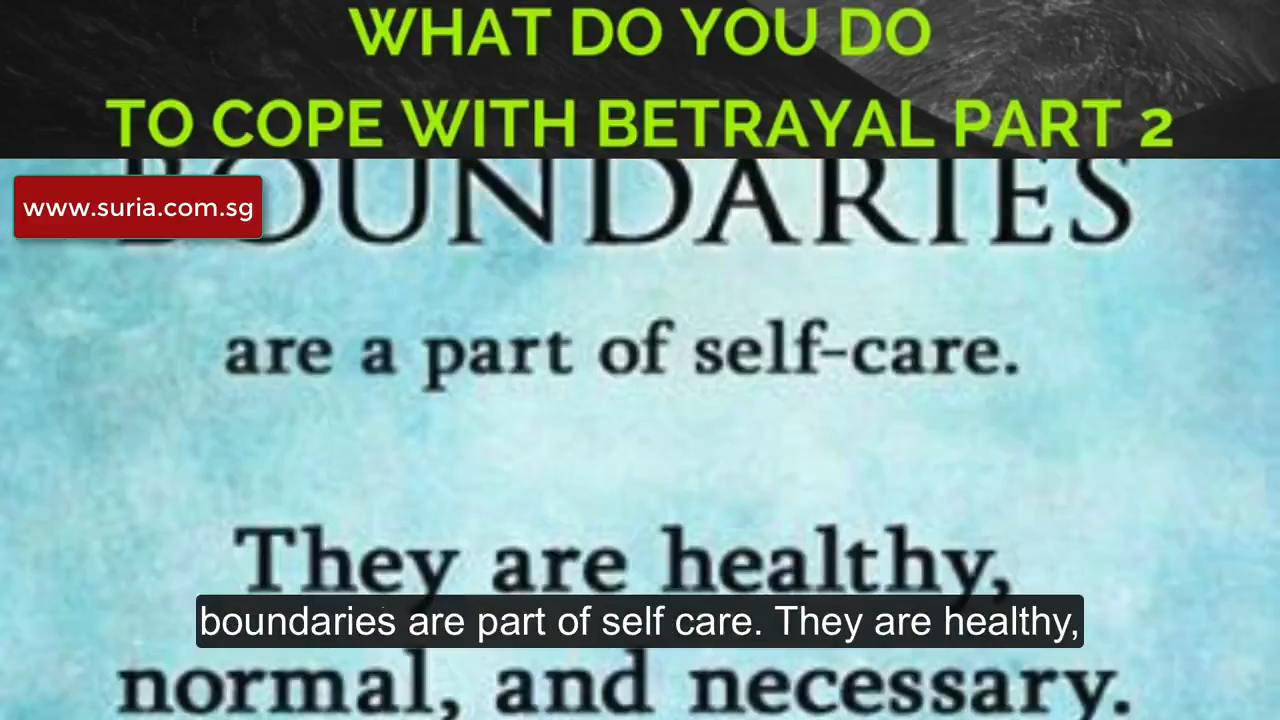 WHAT DO YOU DO
TO COPE WITH BETRAYAL PART 2
BOUNDARIES
www.suria.com.sg
are a part of self-care.
They are healthy,
boundaries are part of self care. They are healthy,
normal, and necessary.